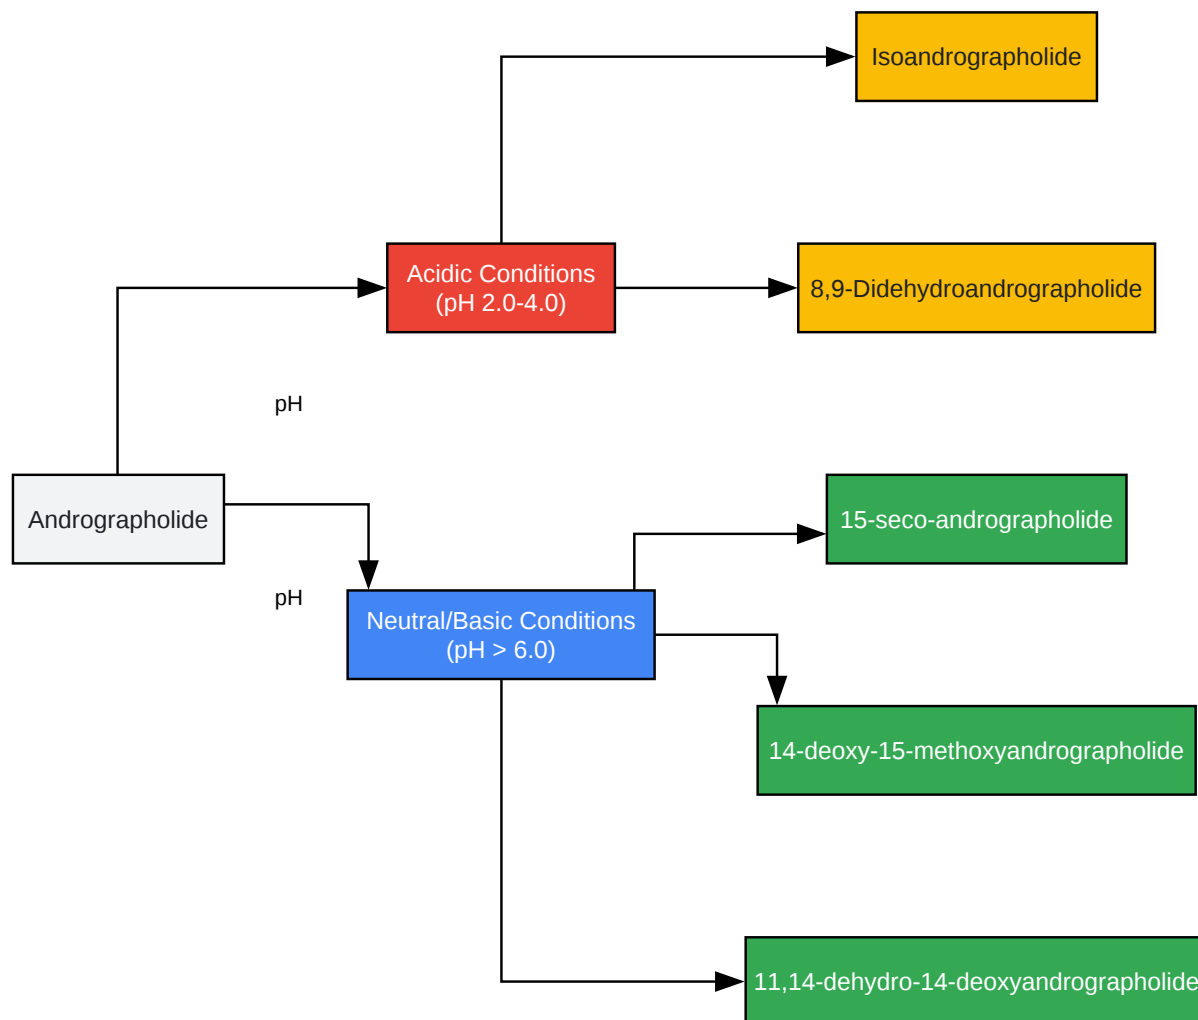 Isoandrographolide
Acidic Conditions
(pH 2.0-4.0)
8,9-Didehydroandrographolide
pH
Andrographolide
15-seco-andrographolide
pH
Neutral/Basic Conditions
(pH > 6.0)
14-deoxy-15-methoxyandrographolide
11,14-dehydro-14-deoxyandrographolide